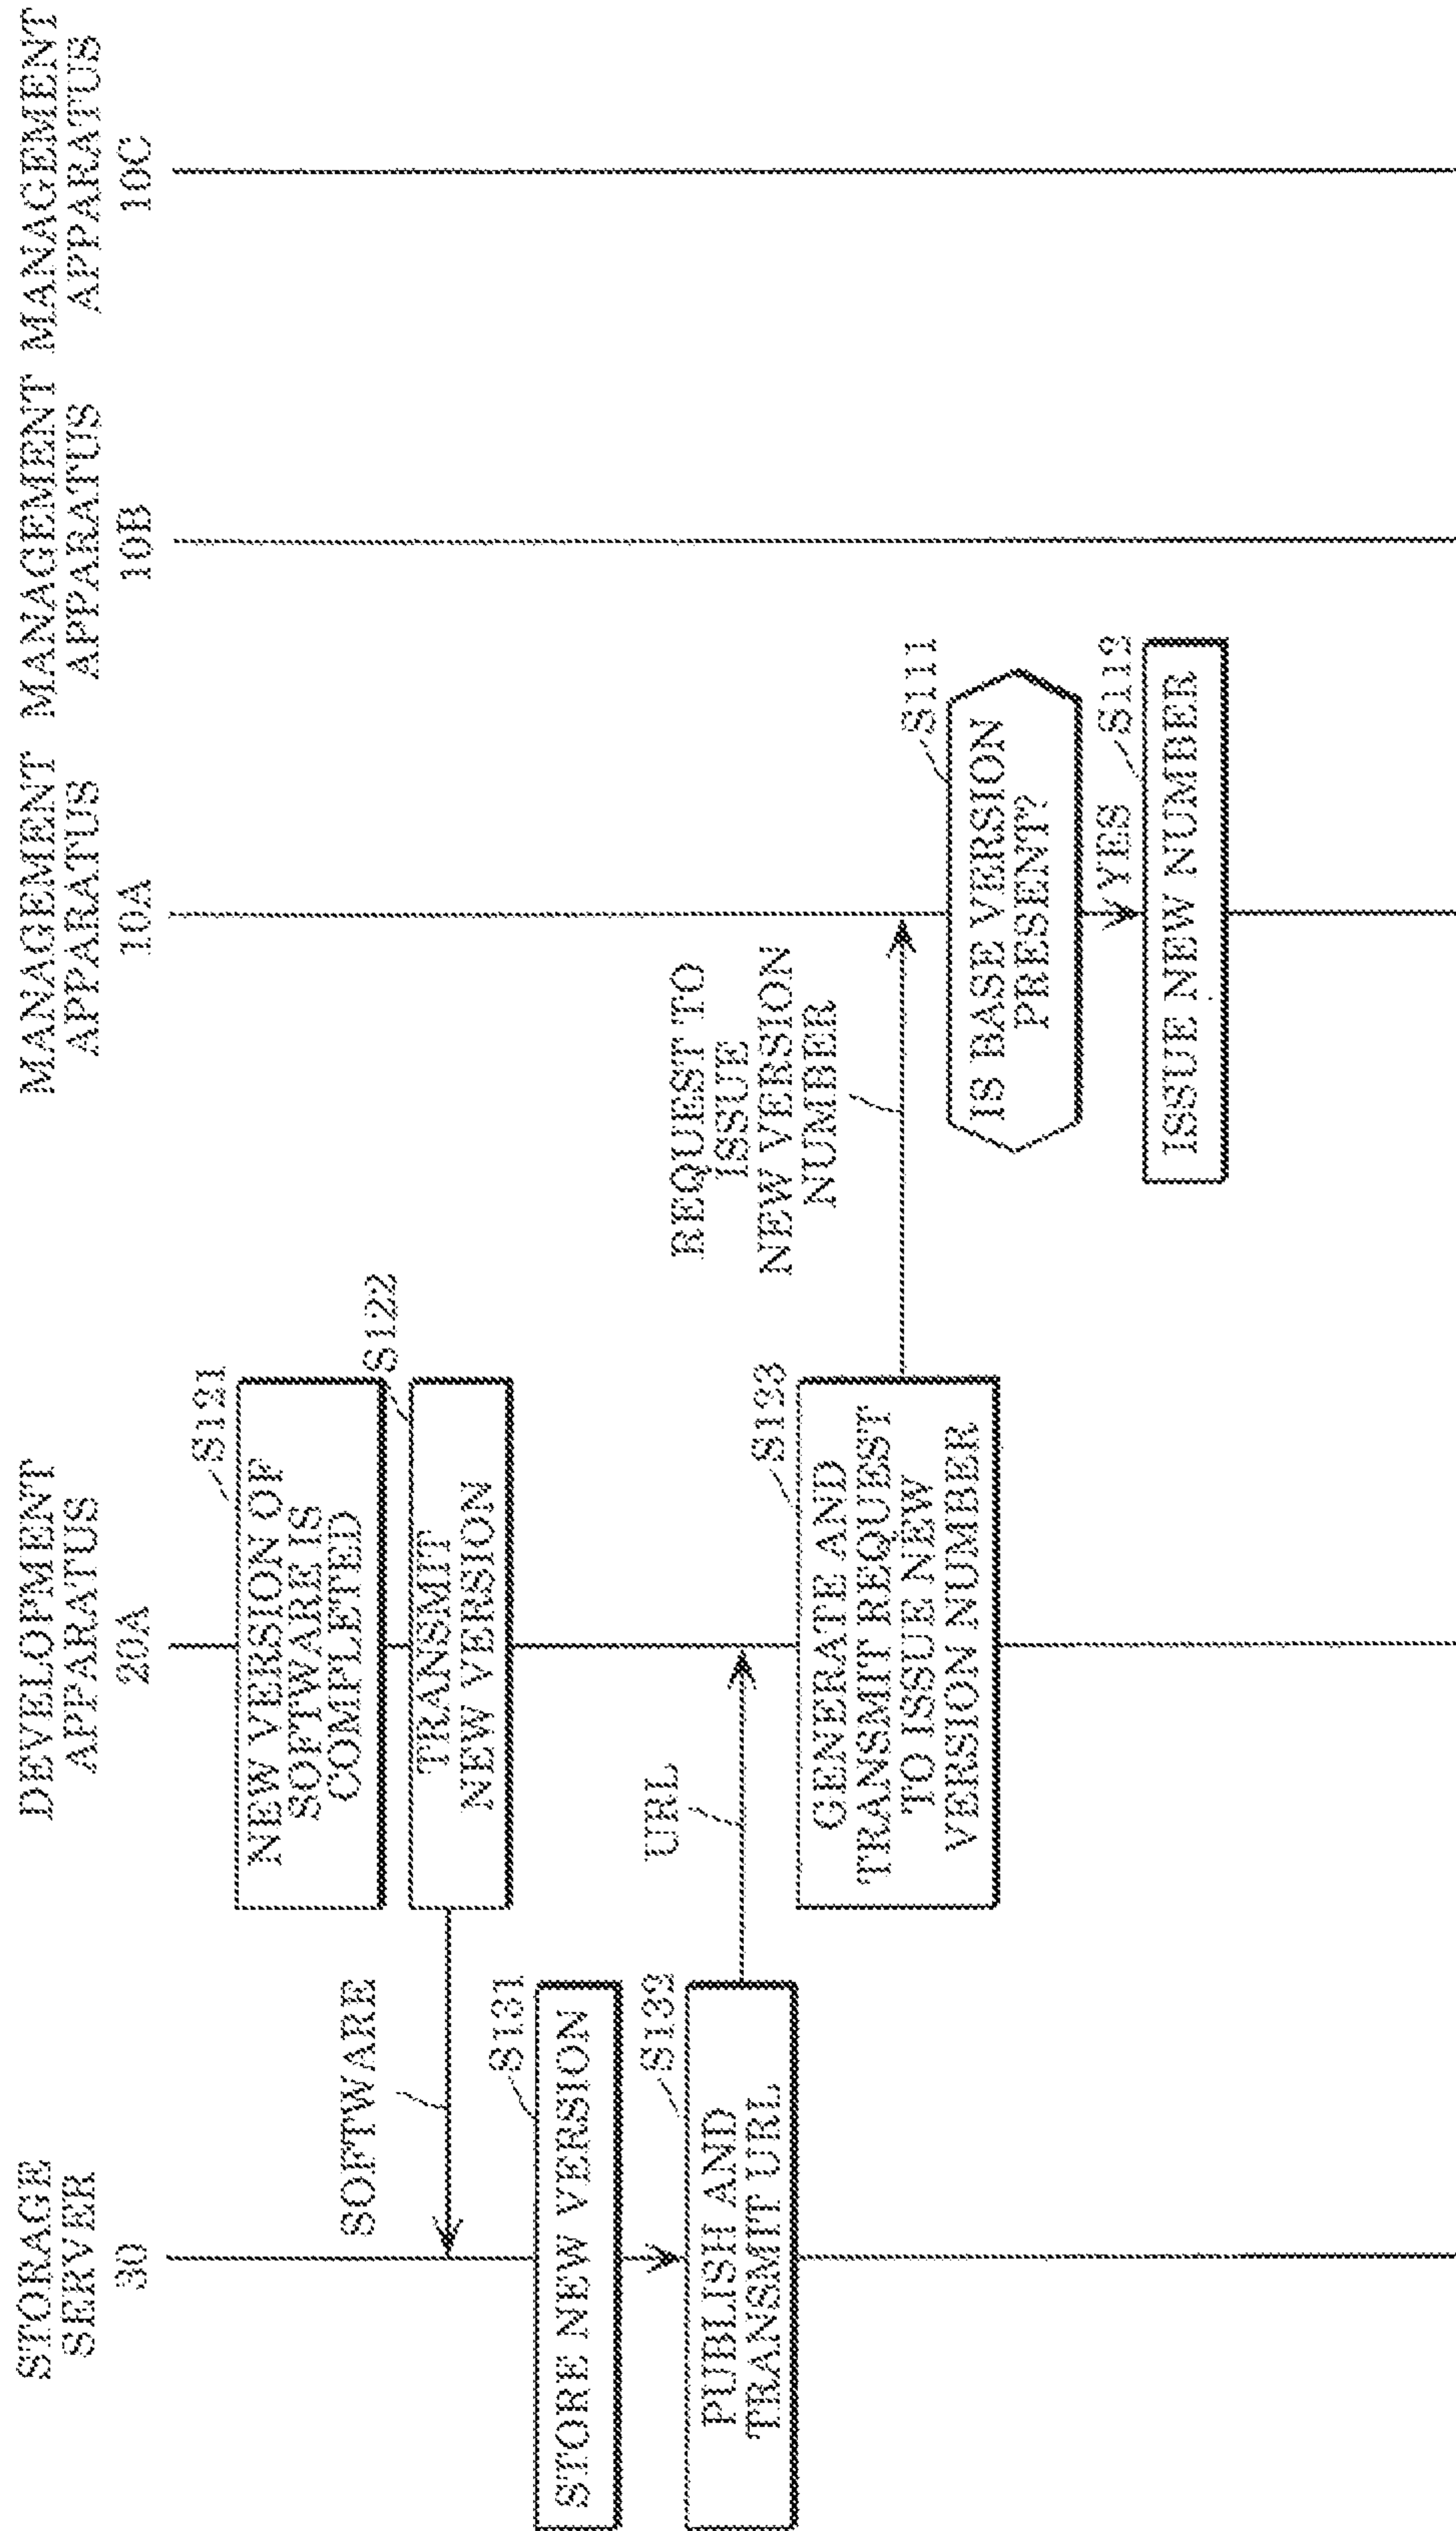 STORAGE
SERVER
30
DEVELOPMENT
APPARATUS
20A
MANAGEMENT
APPARATUS
10A
MANAGEMENT
APPARATUS
10B
MANAGEMENT
APPARATUS
10C
S121
NEW VERSION OF
SOFTWARE IS
COMPLETED
S122
TRANSMIT
NEW VERSION
SOFTWARE
S131
STORE NEW VERSION
S132
PUBLISH AND
TRANSMIT URL
URL
S123
GENERATE AND
TRANSMIT REQUEST
TO ISSUE NEW
VERSION NUMBER
REQUEST TO
ISSUE
NEW VERSION
NUMBER
S111
IS BASE VERSION
PRESENT?
YES
S112
ISSUE NEW NUMBER